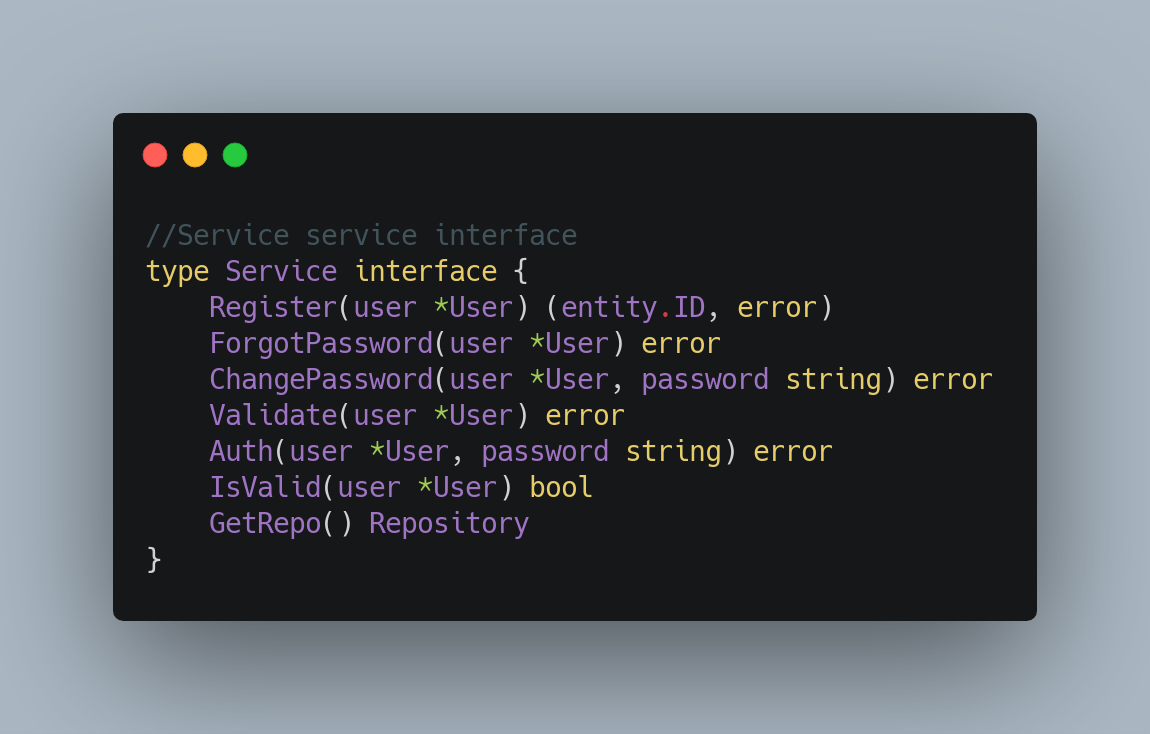 //Service service interface
type Service interface {
    Register(user *User) (entity.ID, error)
    ForgotPassword(user *User) error
    ChangePassword(user *User, password string) error
    Validate(user *User) error
    Auth(user *User, password string) error
    IsValid(user *User) bool
    GetRepo() Repository
}